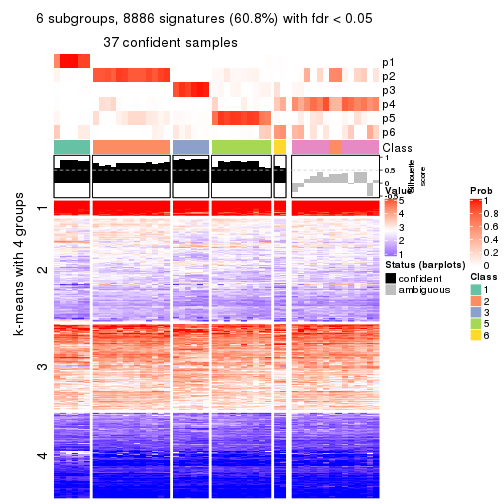 6 subgroups, 8886 signatures (60.8%) with fdr < 0.05
37 confident samples
p1
p2
p3
p4
p5
p6
Class
1
0.5
0
-0.5
Silhouette
score
k-means with 4 groups
1
2
3
4
Value
5
4
3
2
1
Status (barplots)
confident
ambiguous
Prob
1
0.8
0.6
0.4
0.2
0
Class
1
2
3
5
6